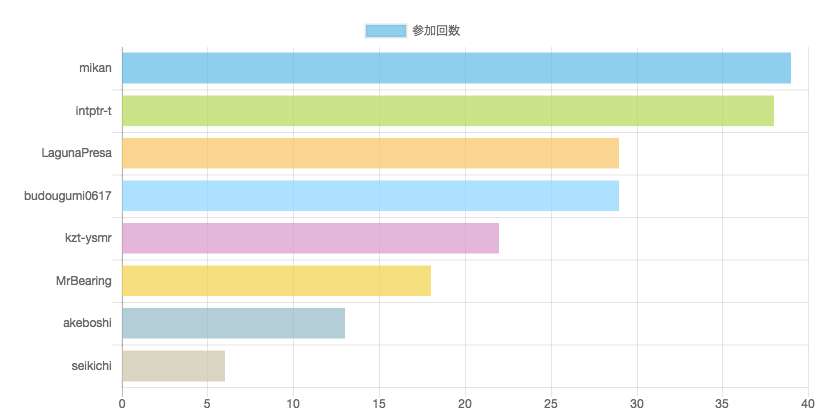 参加回数
mikan
intptr-t
LagunaPresa
budougumi0617
kzt-ysmr
MrBearing
akeboshi
seikichi
0 5 10 15 20 25 30 35 40